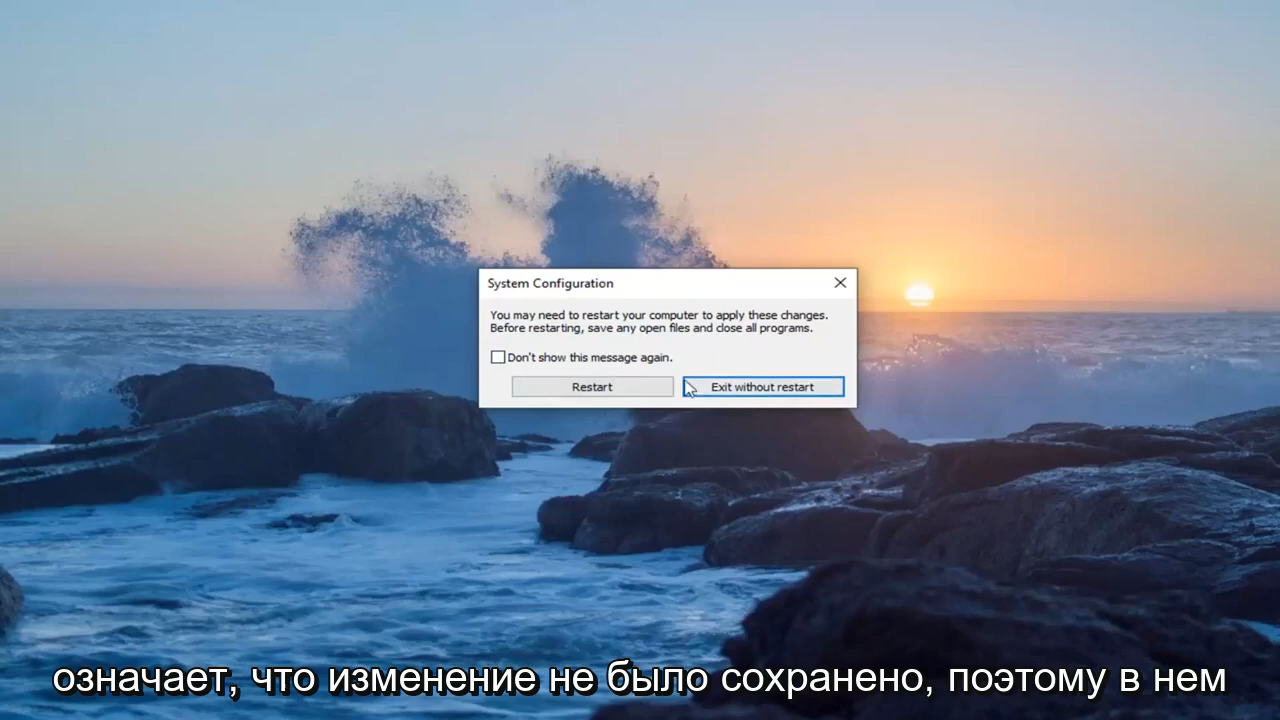 System Configuration
You may need to restart your computer to apply these changes.
Before restarting, save any open files and close all programs.
Don't show this message again.
Restart
Exit without restart
означает, что изменение не было сохранено, поэтому в нем